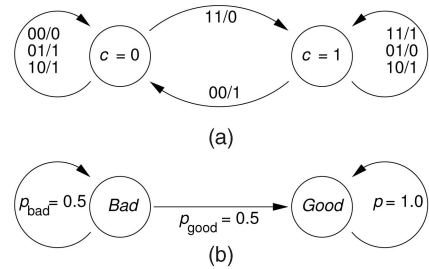 11/0
00/0
01/1
10/1
c = 0
c = 1
11/1
01/0
10/1
00/1
(a)
p_bad = 0.5
Bad
p_good = 0.5
Good
p = 1.0
(b)